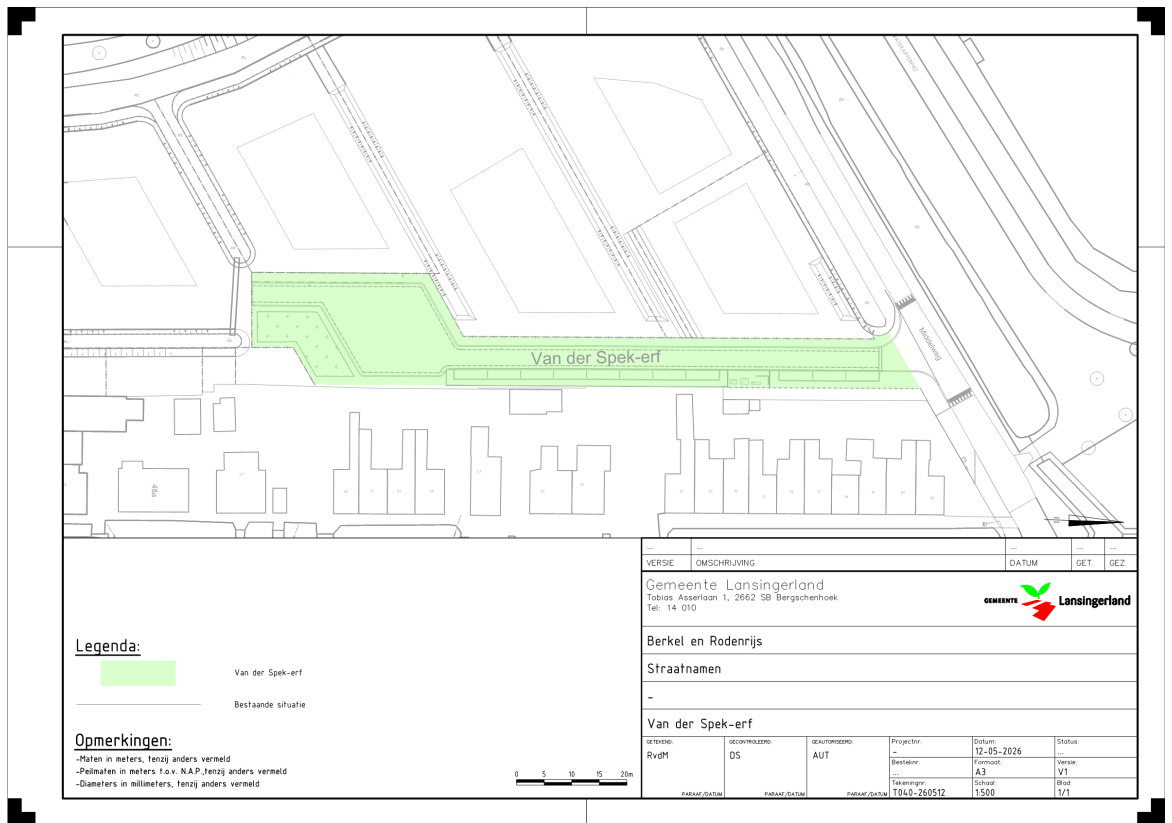 Van der Spek-erf
Middelweg
45a
Legenda:
Van der Spek-erf
Bestaande situatie
Opmerkingen:
-Maten in meters, tenzij anders vermeld
-Peilmaten in meters t.o.v. N.A.P.,tenzij anders vermeld
-Diameters in millimeters, tenzij anders vermeld
0 5 10 15 20m
... ... ... ... ...
VERSIE OMSCHRIJVING DATUM GET. GEZ.
Gemeente Lansingerland
Tobias Asserlaan 1, 2662 SB Bergschenhoek
Tel: 14 010
GEMEENTE Lansingerland
Berkel en Rodenrijs
Straatnamen
-
Van der Spek-erf
GETEKEND: GECONTROLEERD: GEAUTORISEERD: Projectnr: Datum: Status:
RvdM DS AUT - 12-05-2026 ...
Besteknr: Formaat: Versie:
... A3 V1
Tekeningnr: Schaal: Blad:
PARAAF/DATUM PARAAF/DATUM PARAAF/DATUM T040-260512 1:500 1/1